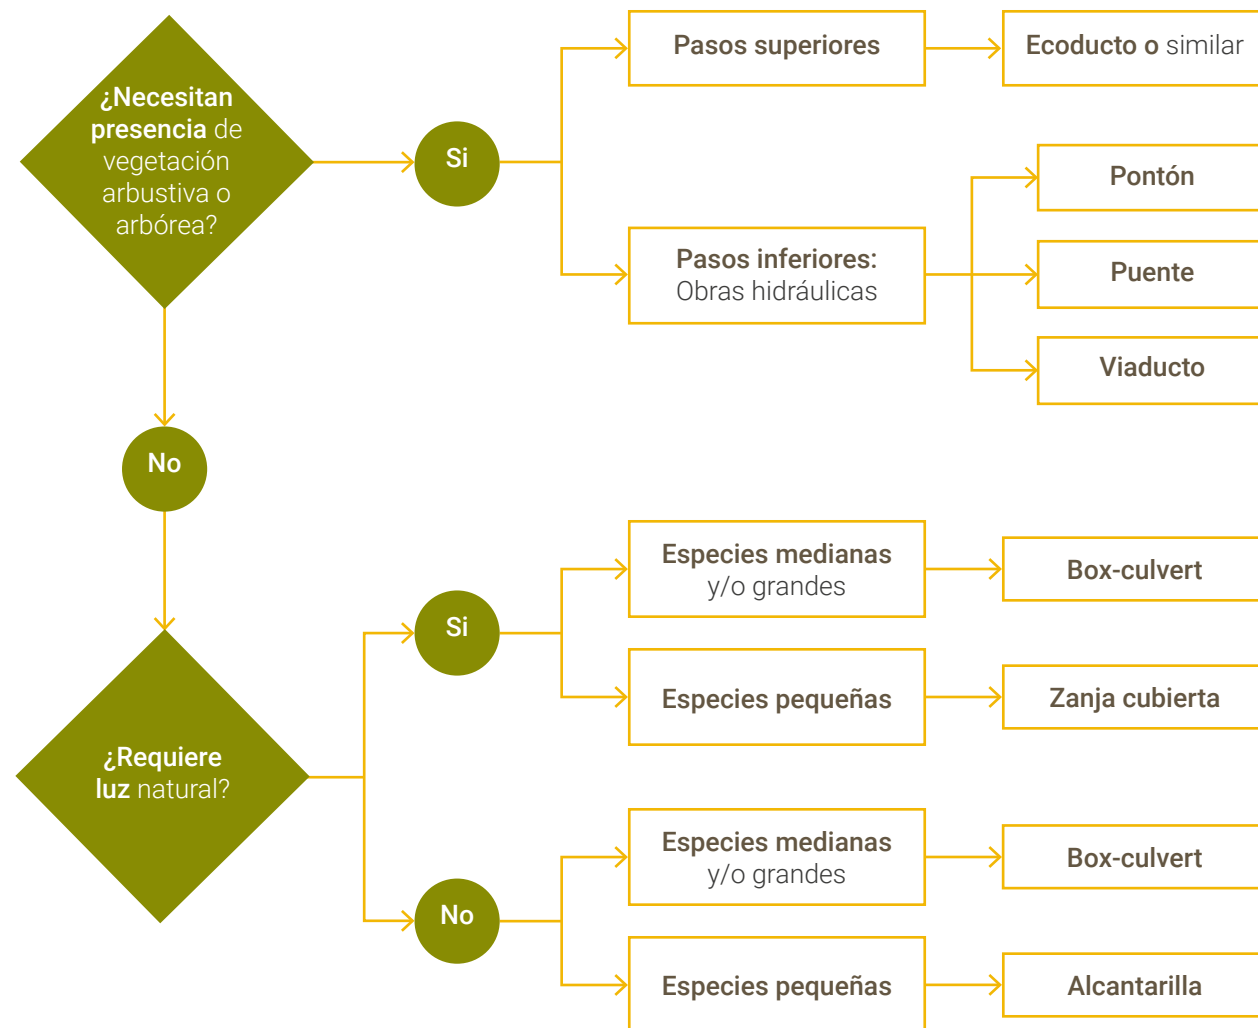 ¿Necesitan
presencia de
vegetación
arbustiva o
arbórea?
Si
Pasos superiores
Ecoducto o similar
Pasos inferiores:
Obras hidráulicas
Pontón
Puente
Viaducto
No
¿Requiere
luz natural?
Si
Especies medianas
y/o grandes
Box-culvert
Especies pequeñas
Zanja cubierta
No
Especies medianas
y/o grandes
Box-culvert
Especies pequeñas
Alcantarilla